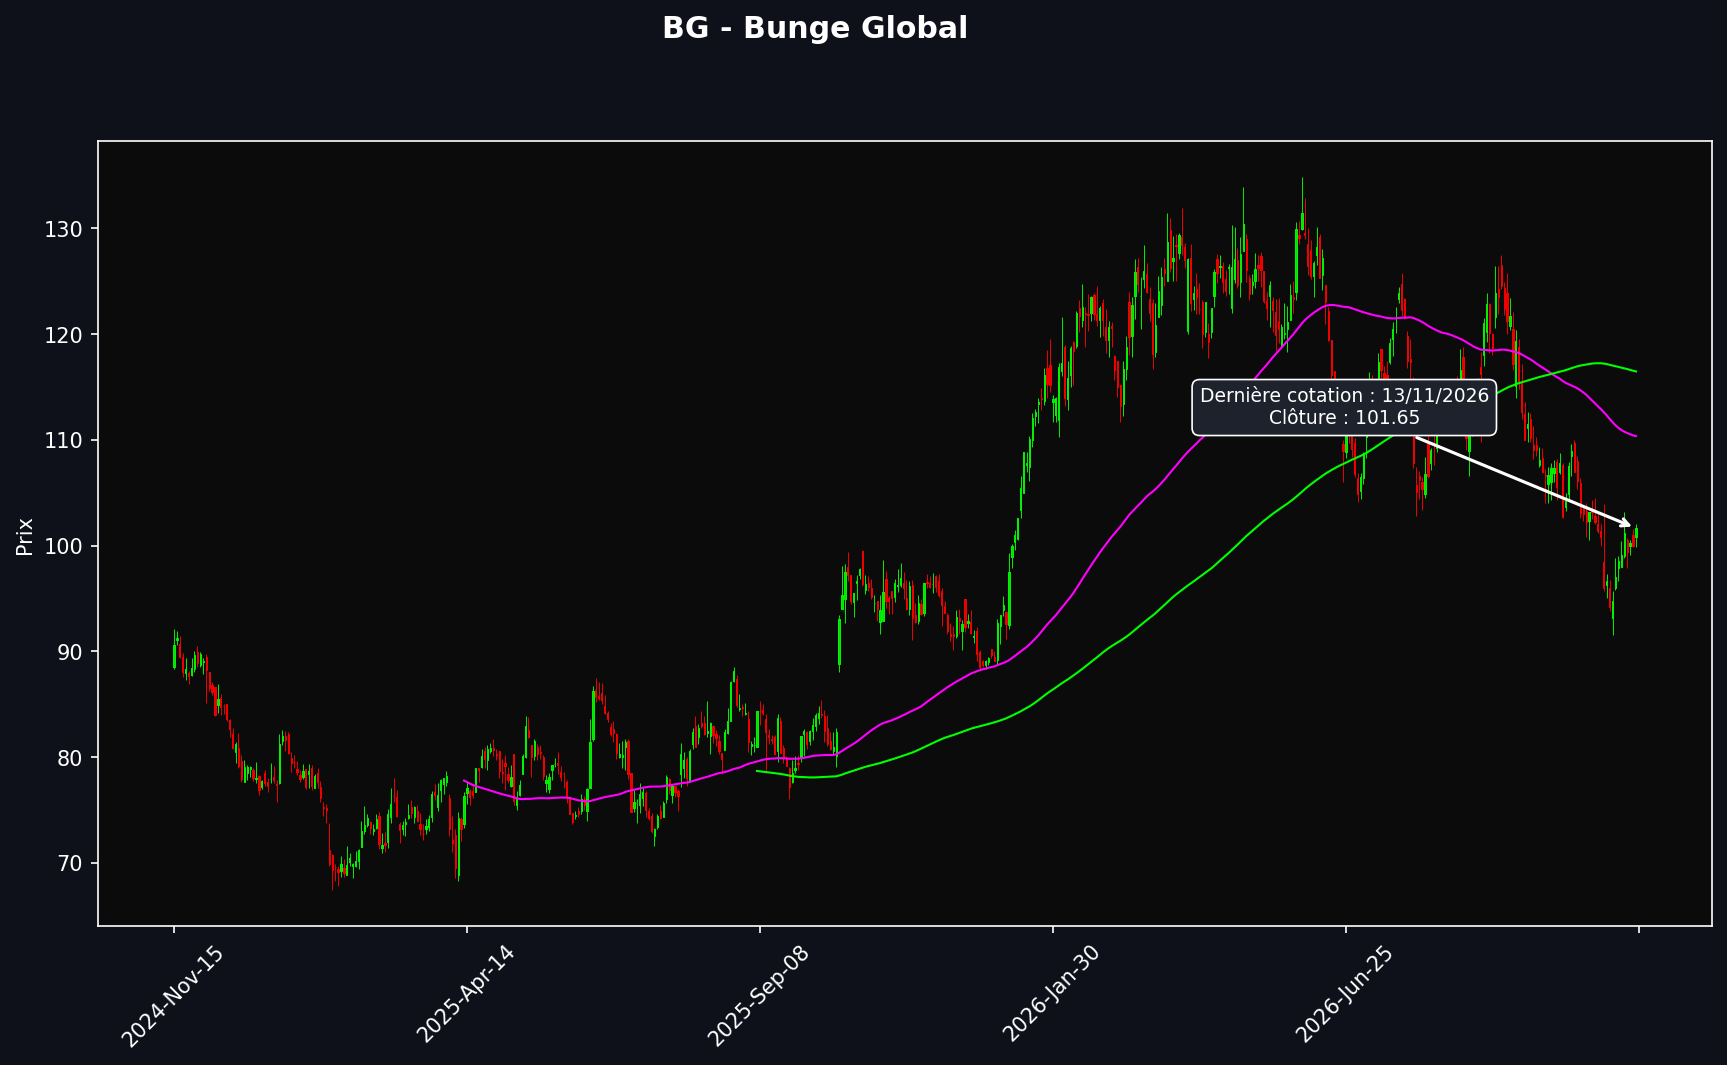 BG - Bunge Global
Prix
130
120
110
100
90
80
70
Dernière cotation : 13/11/2026
Clôture : 101.65
2024-Nov-15
2025-Apr-14
2025-Sep-08
2026-Jan-30
2026-Jun-25